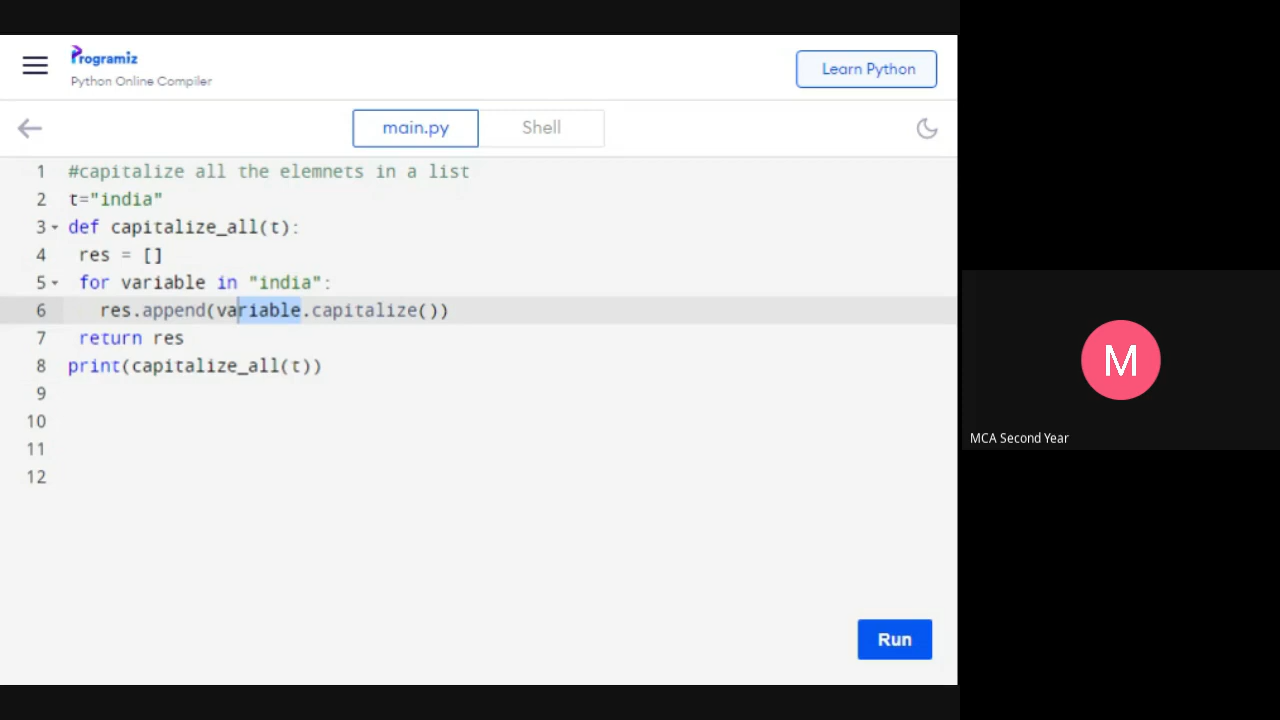 Programiz
Python Online Compiler
Learn Python
main.py
Shell
1 #capitalize all the elemnets in a list
2 t="india"
3 def capitalize_all(t):
4 res = []
5 for variable in "india":
6 res.append(variable.capitalize())
7 return res
8 print(capitalize_all(t))
9
10
11
12
Run
M
MCA Second Year